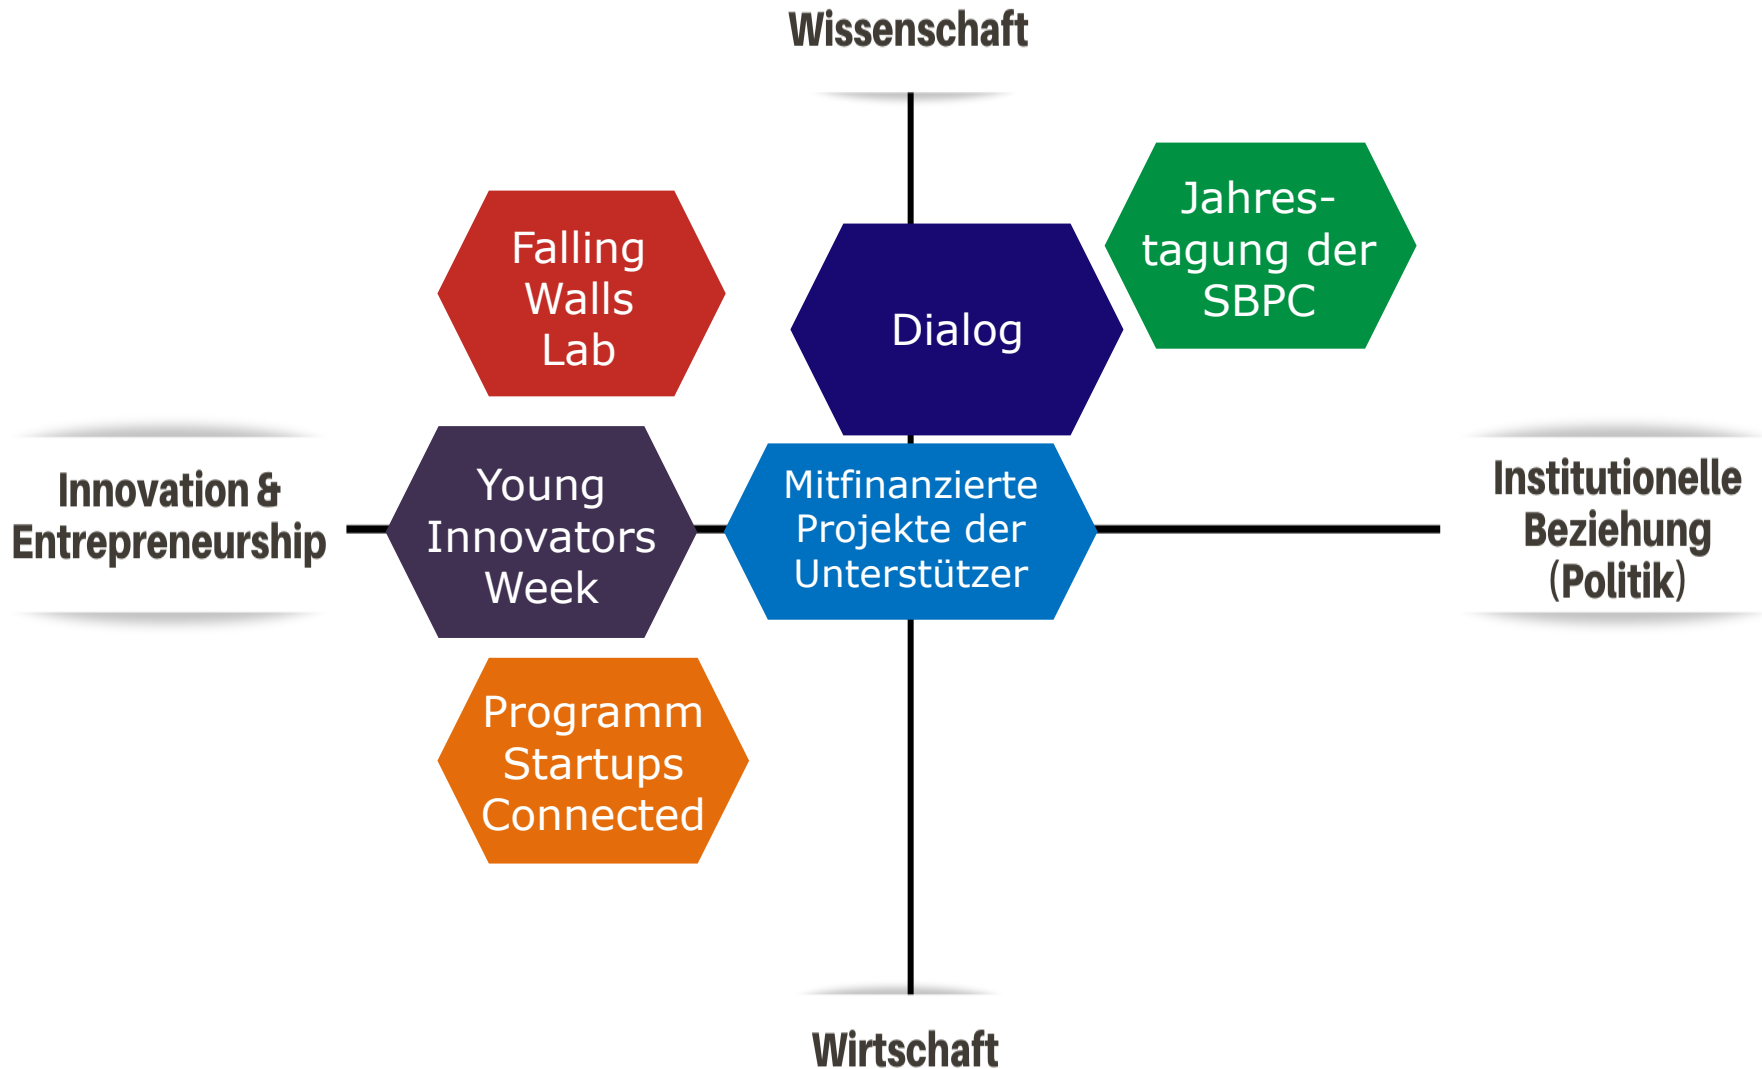 Wissenschaft
Jahres-
tagung der
SBPC
Falling
Walls
Lab
Dialog
Innovation &
Entrepreneurship
Young
Innovators
Week
Mitfinanzierte
Projekte der
Unterstützer
Institutionelle
Beziehung
(Politik)
Programm
Startups
Connected
Wirtschaft